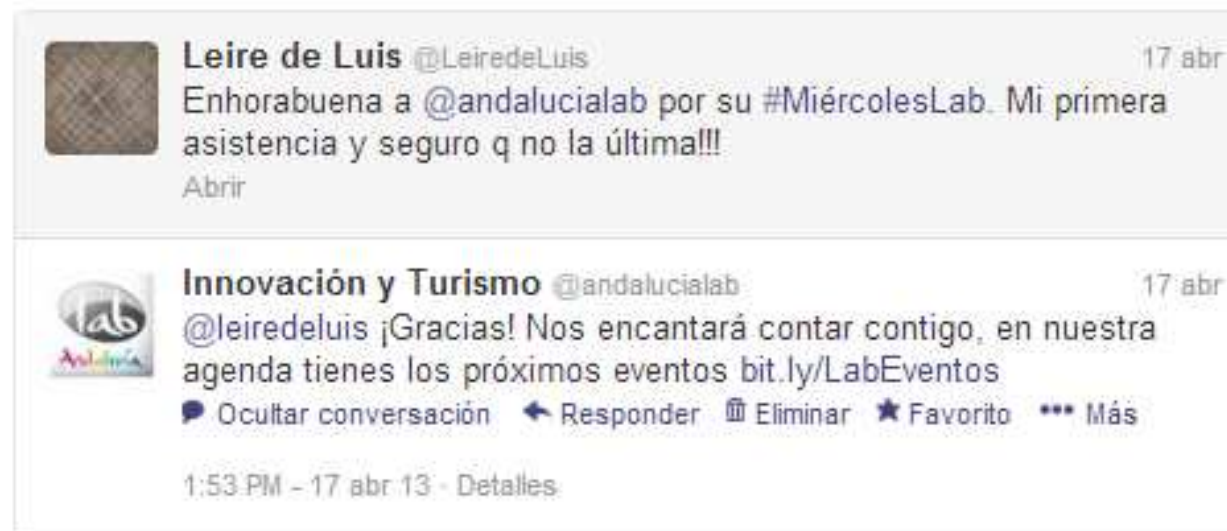 Leire de Luis @LeiredeLuis 17 abr
Enhorabuena a @andalucialab por su #MiércolesLab. Mi primera
asistencia y seguro q no la última!!!
Abrir
Innovación y Turismo @andalucialab 17 abr
lab
Andalucía
@leiredeluis ¡Gracias! Nos encantará contar contigo, en nuestra
agenda tienes los próximos eventos bit.ly/LabEventos
Ocultar conversación Responder Eliminar Favorito Más
1:53 PM - 17 abr 13 · Detalles